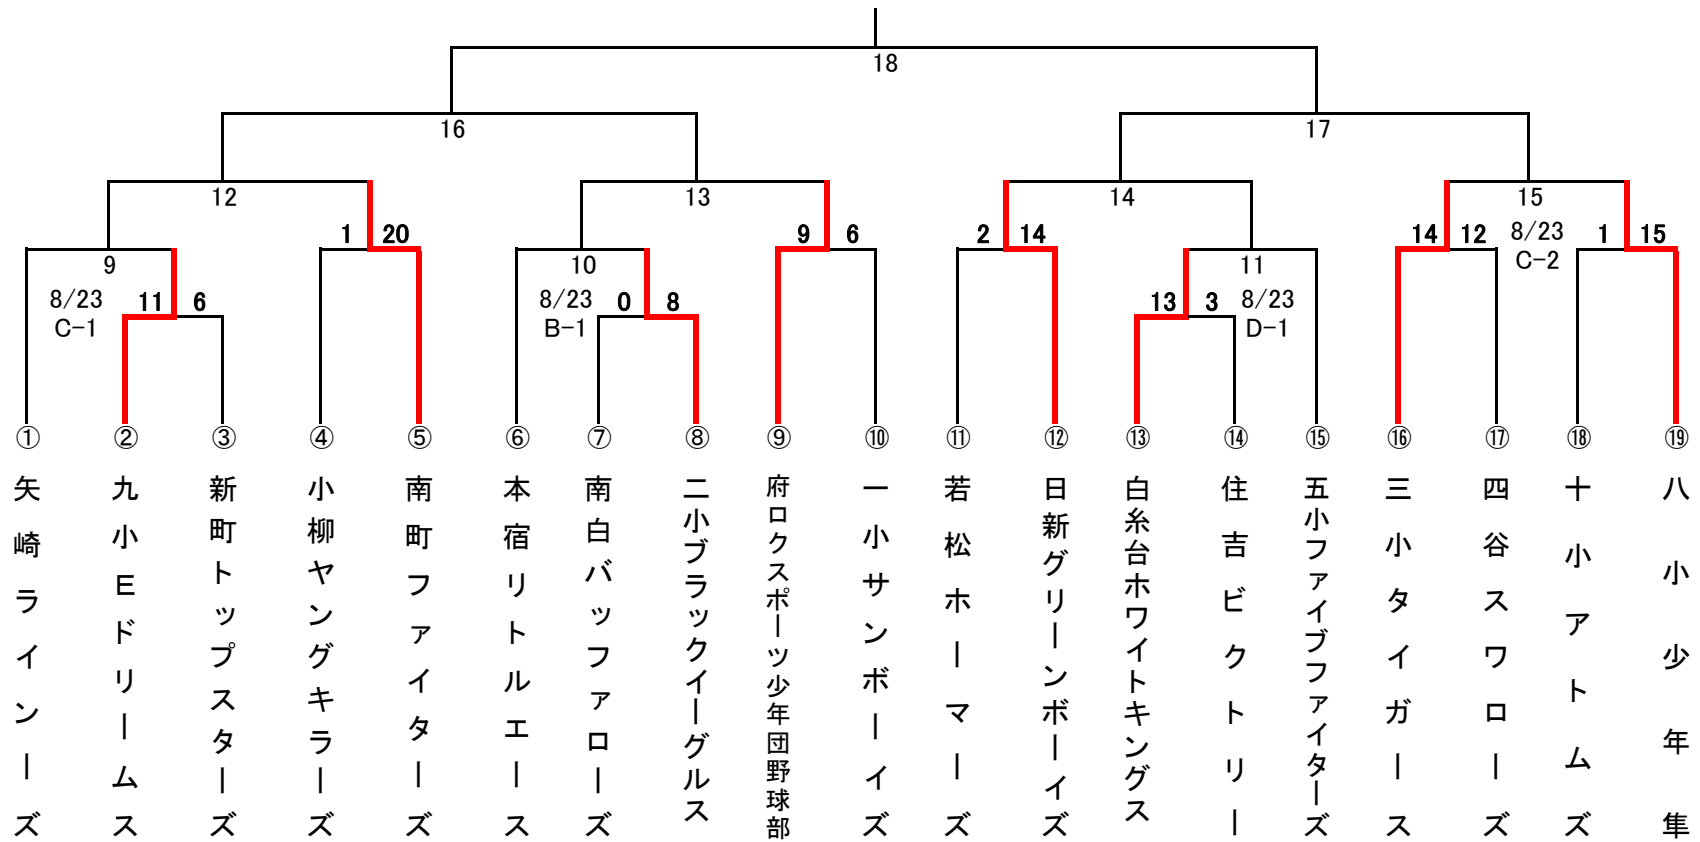 18
16
17
12
13
14
15
1 20
9 6
2 14
14 12
8/23
C-2
1 15
9
10
11
8/23
C-1
11 6
8/23
B-1
0 8
13 3
8/23
D-1
① ② ③ ④ ⑤ ⑥ ⑦ ⑧ ⑨ ⑩ ⑪ ⑫ ⑬ ⑭ ⑮ ⑯ ⑰ ⑱ ⑲
矢崎ラインーズ
九小Eドリームス
新町トップスターズ
小柳ヤングキラーズ
南町ファイターズ
本宿リトルエース
南白バッファローズ
二小ブラックイーグルス
府ロクスポーツ少年団野球部
一小サンボーイズ
若松ホーマーズ
日新グリーンボーイズ
白糸台ホワイトキングス
住吉ビクトリー
五小ファイブファイターズ
三小タイガース
四谷スワローズ
十小アトムズ
八小少年隼